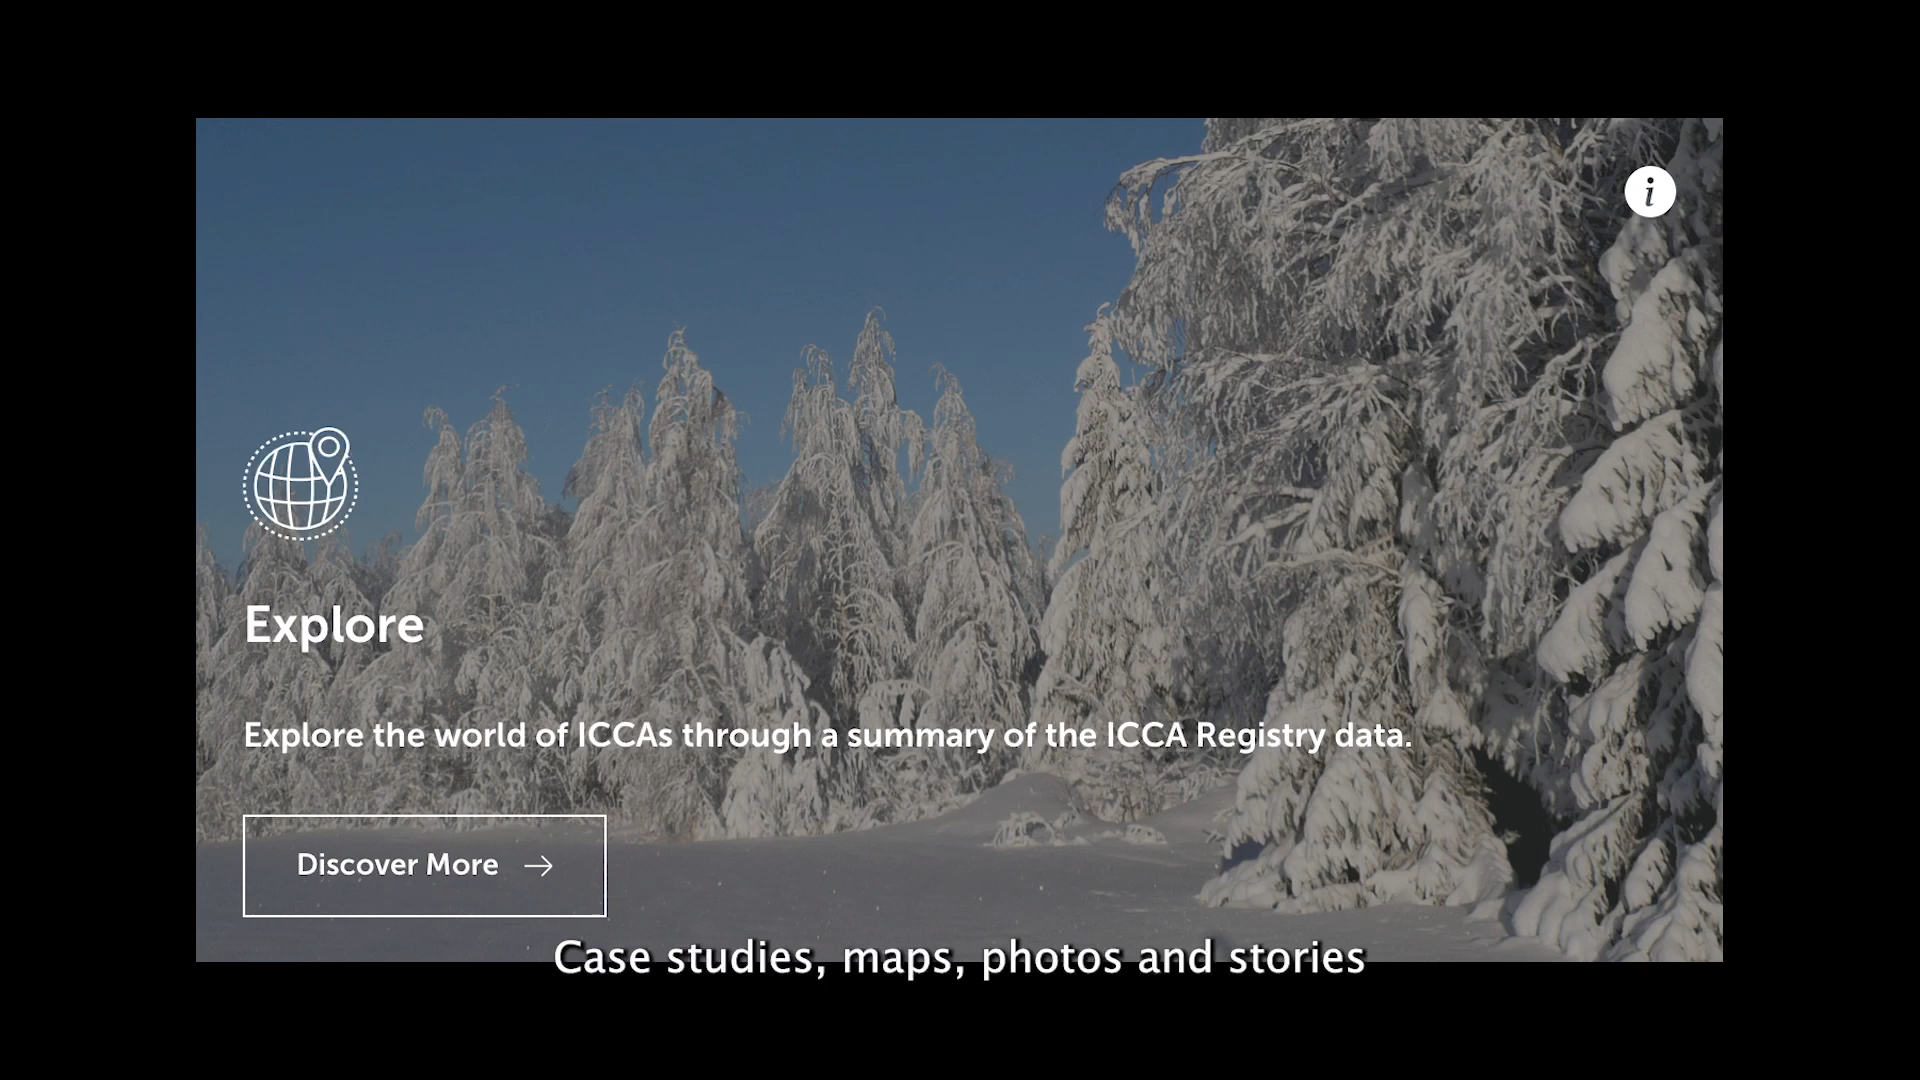 i
Explore
Explore the world of ICCAs through a summary of the ICCA Registry data.
Discover More →
Case studies, maps, photos and stories